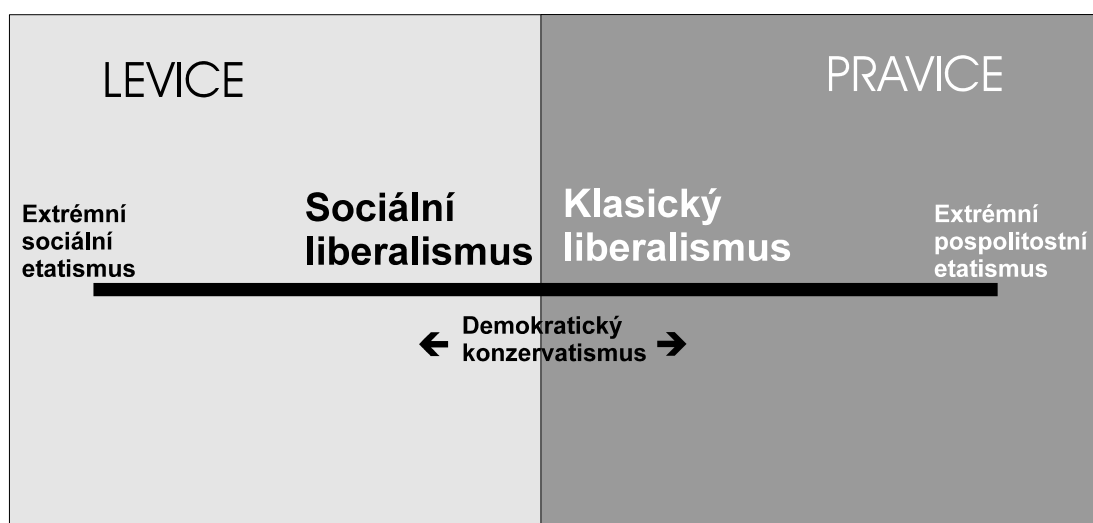 LEVICE
PRAVICE
Extrémní
sociální
etatismus
Sociální
liberalismus
Klasický
liberalismus
Extrémní
pospolitostní
etatismus
Demokratický
konzervatismus